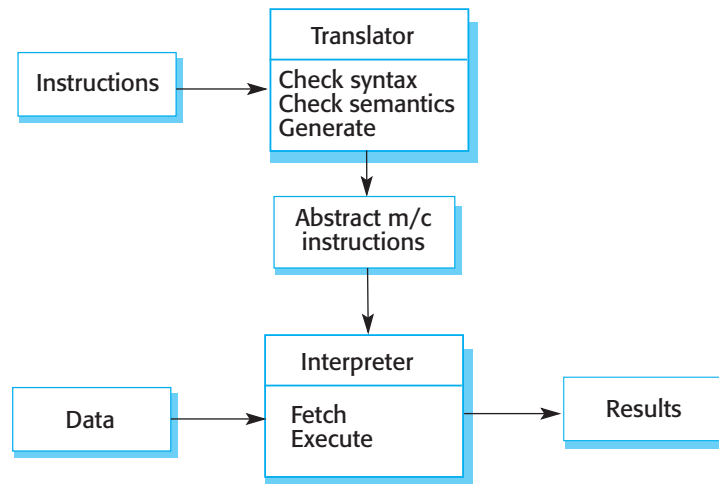 Translator
Instructions
Check syntax
Check semantics
Generate
Abstract m/c
instructions
Interpreter
Data
Fetch
Execute
Results